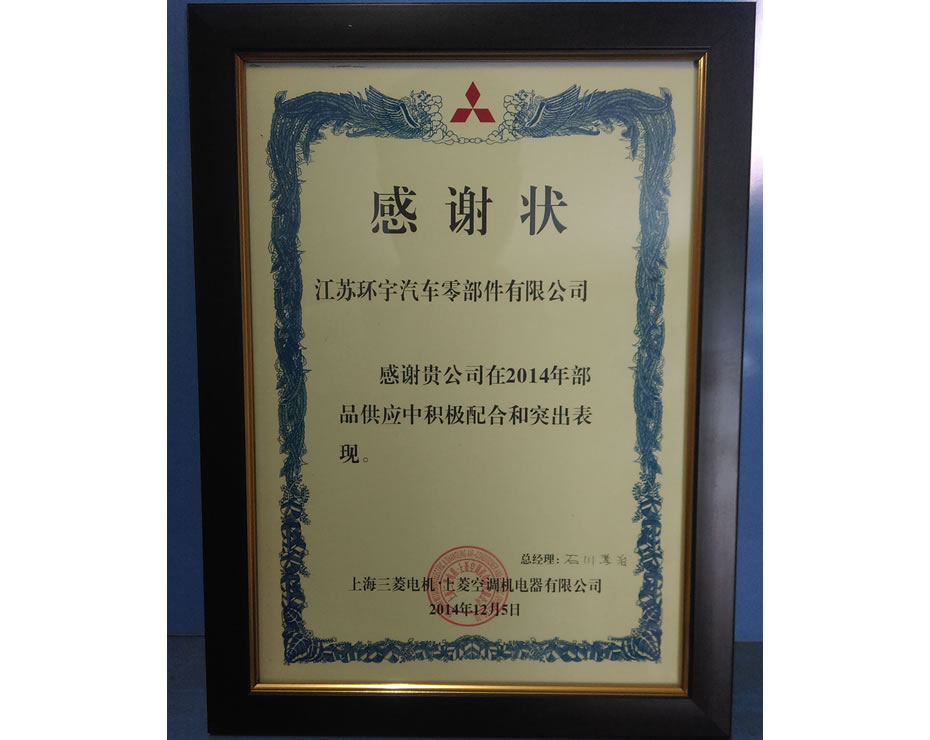 感谢状
江苏环宇汽车零部件有限公司
感谢贵公司在2014年部
品供应中积极配合和突出表
现。
总经理：石川
上海三菱电机·上菱空调机电器有限公司
2014年12月5日